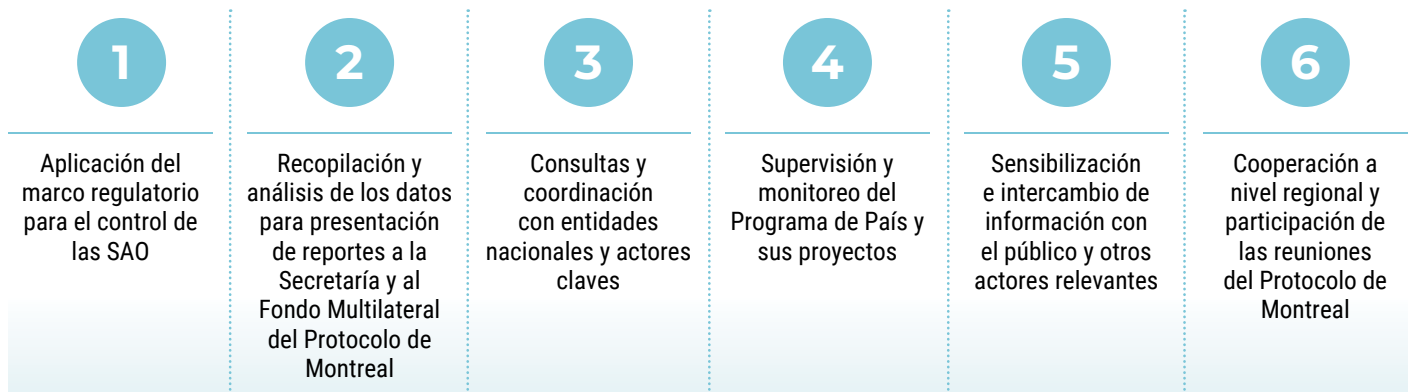 1
Aplicación del
marco regulatorio
para el control de
las SAO
2
Recopilación y
análisis de los datos
para presentación
de reportes a la
Secretaría y al
Fondo Multilateral
del Protocolo de
Montreal
3
Consultas y
coordinación
con entidades
nacionales y actores
claves
4
Supervisión y
monitoreo del
Programa de País y
sus proyectos
5
Sensibilización
e intercambio de
información con
el público y otros
actores relevantes
6
Cooperación a
nivel regional y
participación de
las reuniones
del Protocolo de
Montreal